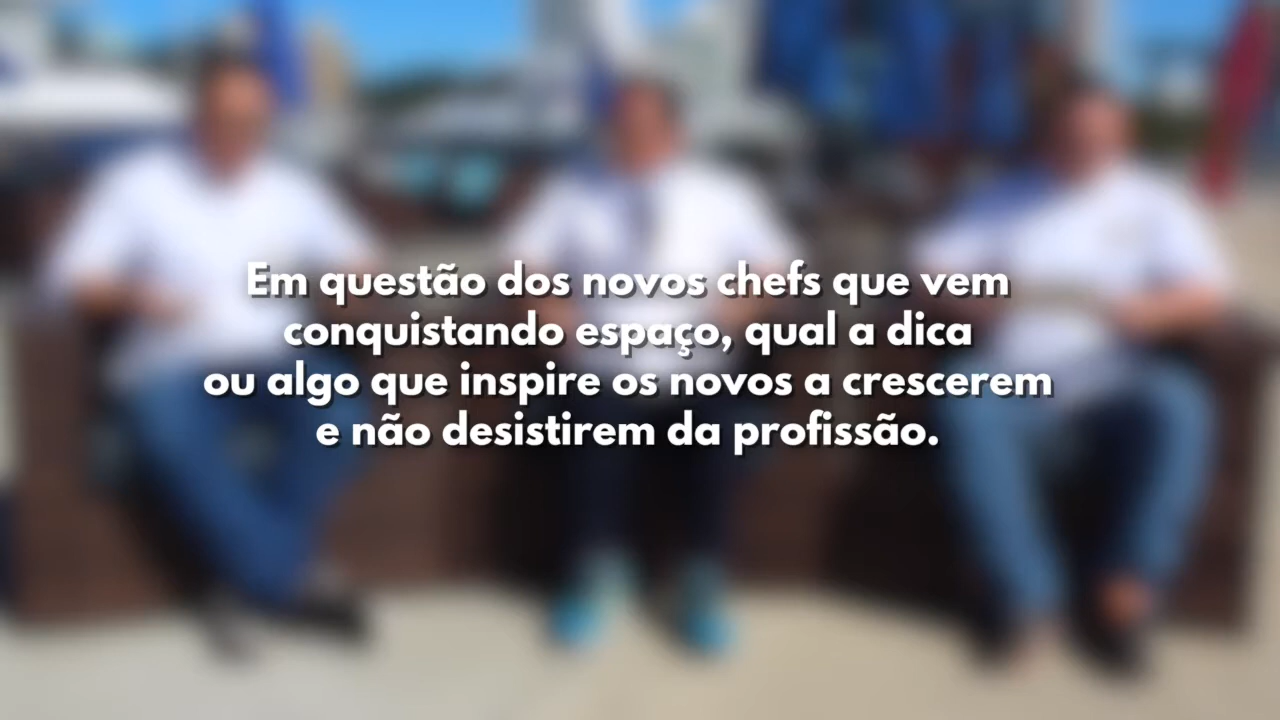 Em questão dos novos chefs que vem
conquistando espaço, qual a dica
ou algo que inspire os novos a crescerem
e não desistirem da profissão.